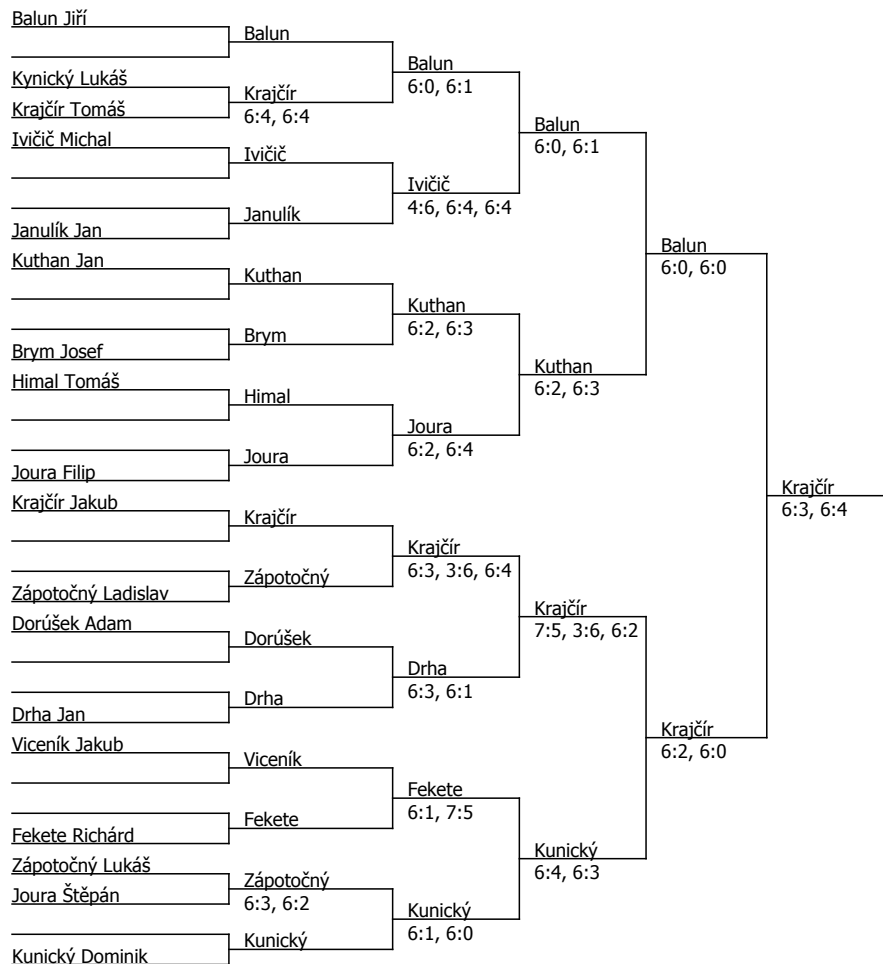 Balun Jiří
Kynický Lukáš
Krajčír Tomáš
Ivičič Michal
Janulík Jan
Kuthan Jan
Brym Josef
Himal Tomáš
Joura Filip
Krajčír Jakub
Zápotočný Ladislav
Dorúšek Adam
Drha Jan
Viceník Jakub
Fekete Richárd
Zápotočný Lukáš
Joura Štěpán
Kunický Dominik
Balun
Krajčír
6:4, 6:4
Ivičič
Janulík
Kuthan
Brym
Himal
Joura
Krajčír
Zápotočný
Dorúšek
Drha
Viceník
Fekete
Zápotočný
6:3, 6:2
Kunický
Balun
6:0, 6:1
Ivičič
4:6, 6:4, 6:4
Kuthan
6:2, 6:3
Joura
6:2, 6:4
Krajčír
6:3, 3:6, 6:4
Drha
6:3, 6:1
Fekete
6:1, 7:5
Kunický
6:1, 6:0
Balun
6:0, 6:1
Kuthan
6:2, 6:3
Krajčír
7:5, 3:6, 6:2
Kunický
6:4, 6:3
Balun
6:0, 6:0
Krajčír
6:2, 6:0
Krajčír
6:3, 6:4